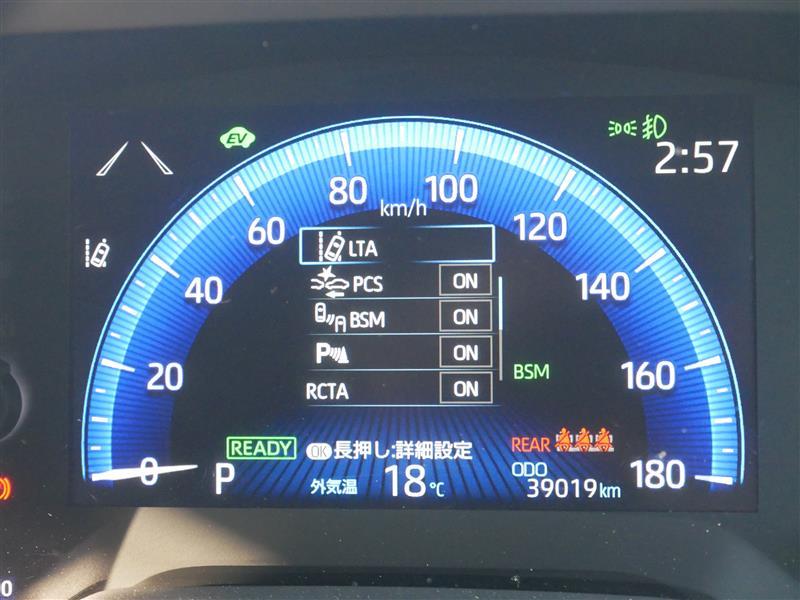 EV
2:57
80
100
km/h
60
120
LTA
40
PCS ON
140
BSM ON
20
P ON
BSM
160
RCTA ON
READY
OK 長押し:詳細設定
REAR
0
P
外気温 18℃
ODO
39019km
180